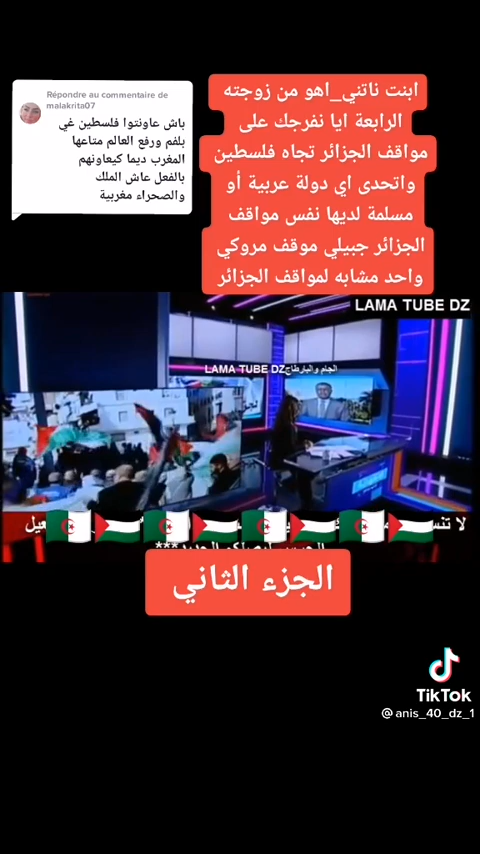 Répondre au commentaire de
malakrita07
باش عاونتوا فلسطين غي
بلفم ورفع العالم متاعها
المغرب ديما كيعاونهم
بالفعل عاش الملك
والصحراء مغربية
ابنت ناتني_اهو من زوجته
الرابعة ايا نفرجك على
مواقف الجزائر تجاه فلسطين
واتحدى اي دولة عربية أو
مسلمة لديها نفس مواقف
الجزائر جبيلي موقف مروكي
واحد مشابه لمواقف الجزائر
LAMA TUBE DZ
LAMA TUBE DZالجام والبارطاج
لا
الجزء الثاني
TikTok
@anis_40_dz_1